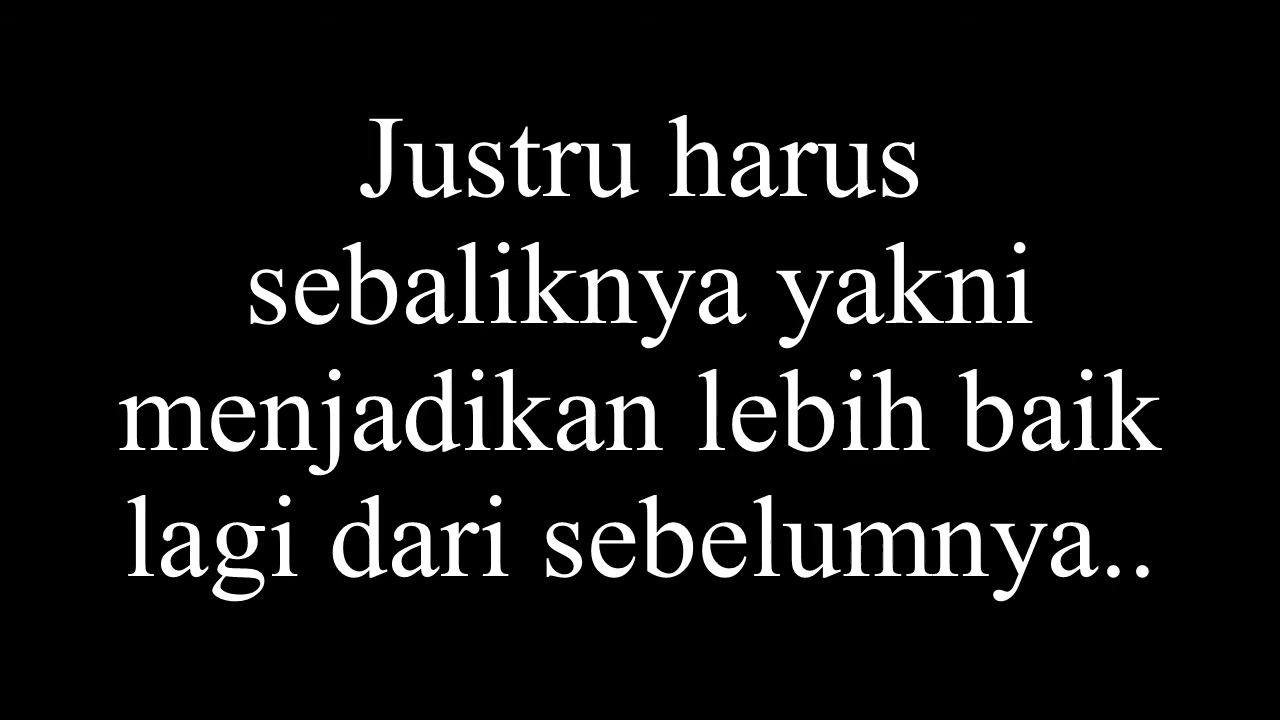 Justru harus
sebaliknya yakni
menjadikan lebih baik
lagi dari sebelumnya..